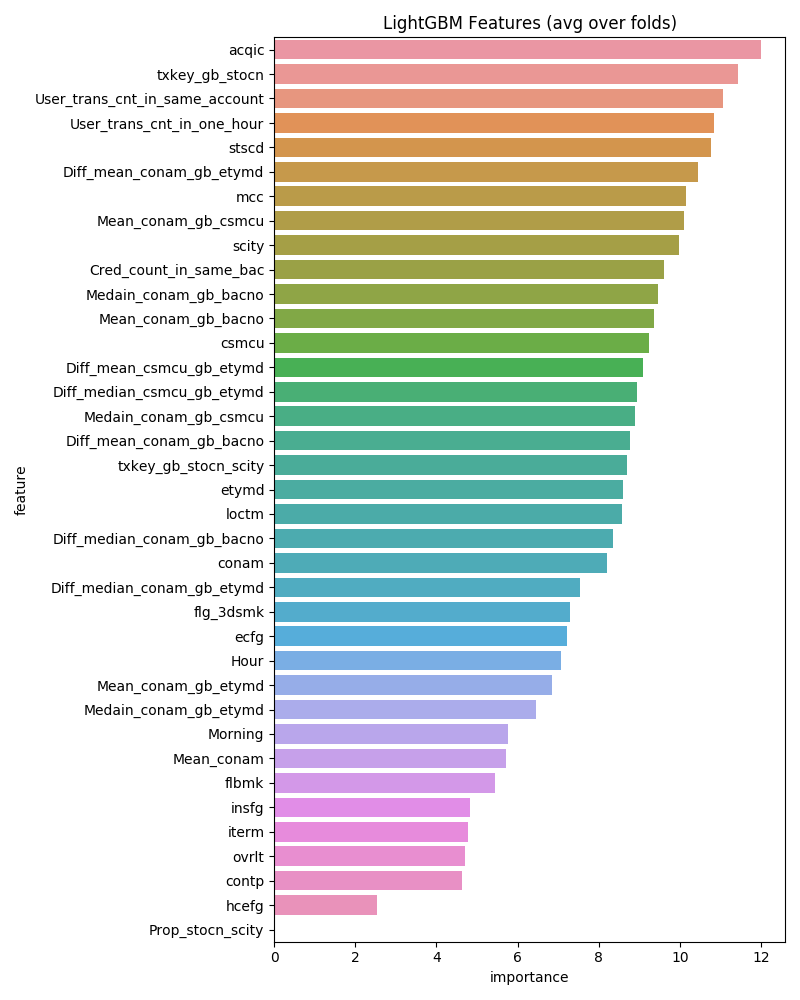 LightGBM Features (avg over folds)
acqic
txkey_gb_stocn
User_trans_cnt_in_same_account
User_trans_cnt_in_one_hour
stscd
Diff_mean_conam_gb_etymd
mcc
Mean_conam_gb_csmcu
scity
Cred_count_in_same_bac
Medain_conam_gb_bacno
Mean_conam_gb_bacno
csmcu
Diff_mean_csmcu_gb_etymd
Diff_median_csmcu_gb_etymd
Medain_conam_gb_csmcu
Diff_mean_conam_gb_bacno
txkey_gb_stocn_scity
etymd
loctm
Diff_median_conam_gb_bacno
conam
Diff_median_conam_gb_etymd
flg_3dsmk
ecfg
Hour
Mean_conam_gb_etymd
Medain_conam_gb_etymd
Morning
Mean_conam
flbmk
insfg
iterm
ovrlt
contp
hcefg
Prop_stocn_scity
feature
0 2 4 6 8 10 12
importance